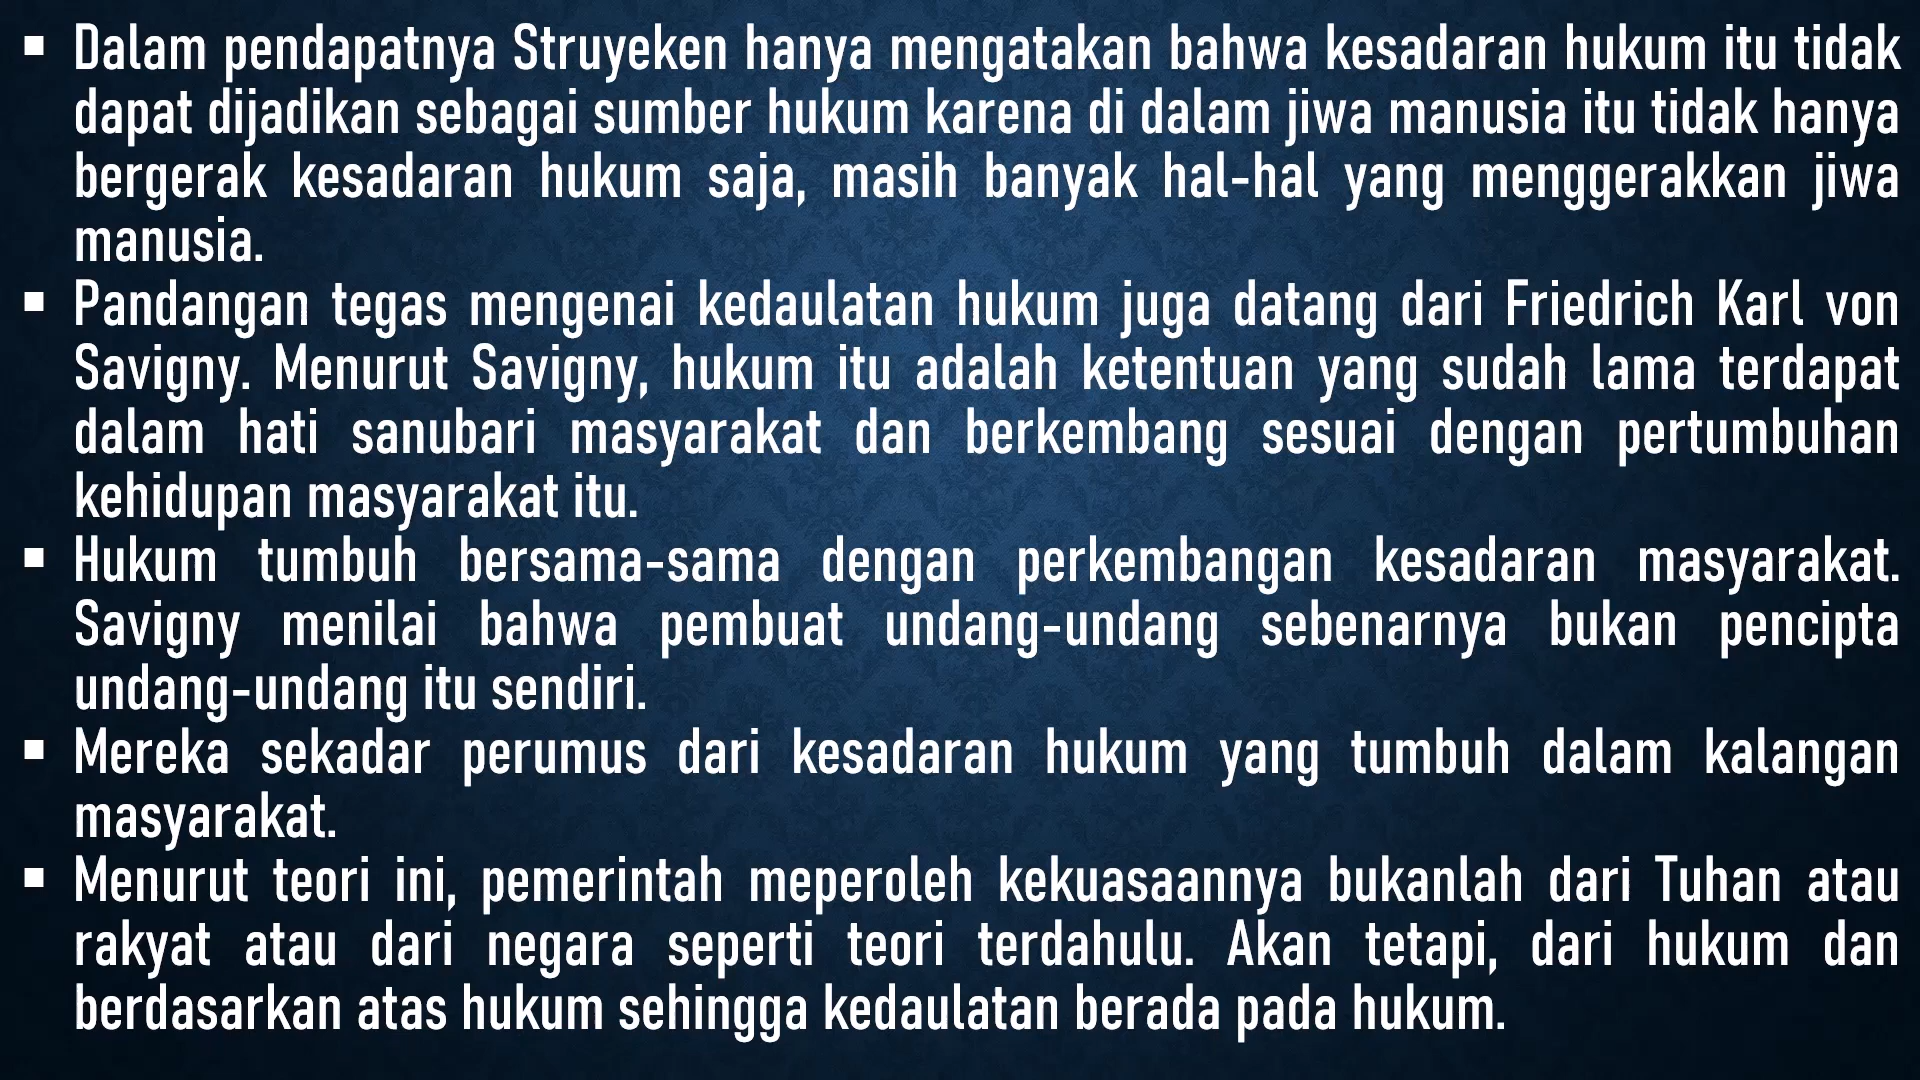 ▪ Dalam pendapatnya Struyeken hanya mengatakan bahwa kesadaran hukum itu tidak
dapat dijadikan sebagai sumber hukum karena di dalam jiwa manusia itu tidak hanya
bergerak kesadaran hukum saja, masih banyak hal-hal yang menggerakkan jiwa
manusia.
▪ Pandangan tegas mengenai kedaulatan hukum juga datang dari Friedrich Karl von
Savigny. Menurut Savigny, hukum itu adalah ketentuan yang sudah lama terdapat
dalam hati sanubari masyarakat dan berkembang sesuai dengan pertumbuhan
kehidupan masyarakat itu.
▪ Hukum tumbuh bersama-sama dengan perkembangan kesadaran masyarakat.
Savigny menilai bahwa pembuat undang-undang sebenarnya bukan pencipta
undang-undang itu sendiri.
▪ Mereka sekadar perumus dari kesadaran hukum yang tumbuh dalam kalangan
masyarakat.
▪ Menurut teori ini, pemerintah meperoleh kekuasaannya bukanlah dari Tuhan atau
rakyat atau dari negara seperti teori terdahulu. Akan tetapi, dari hukum dan
berdasarkan atas hukum sehingga kedaulatan berada pada hukum.